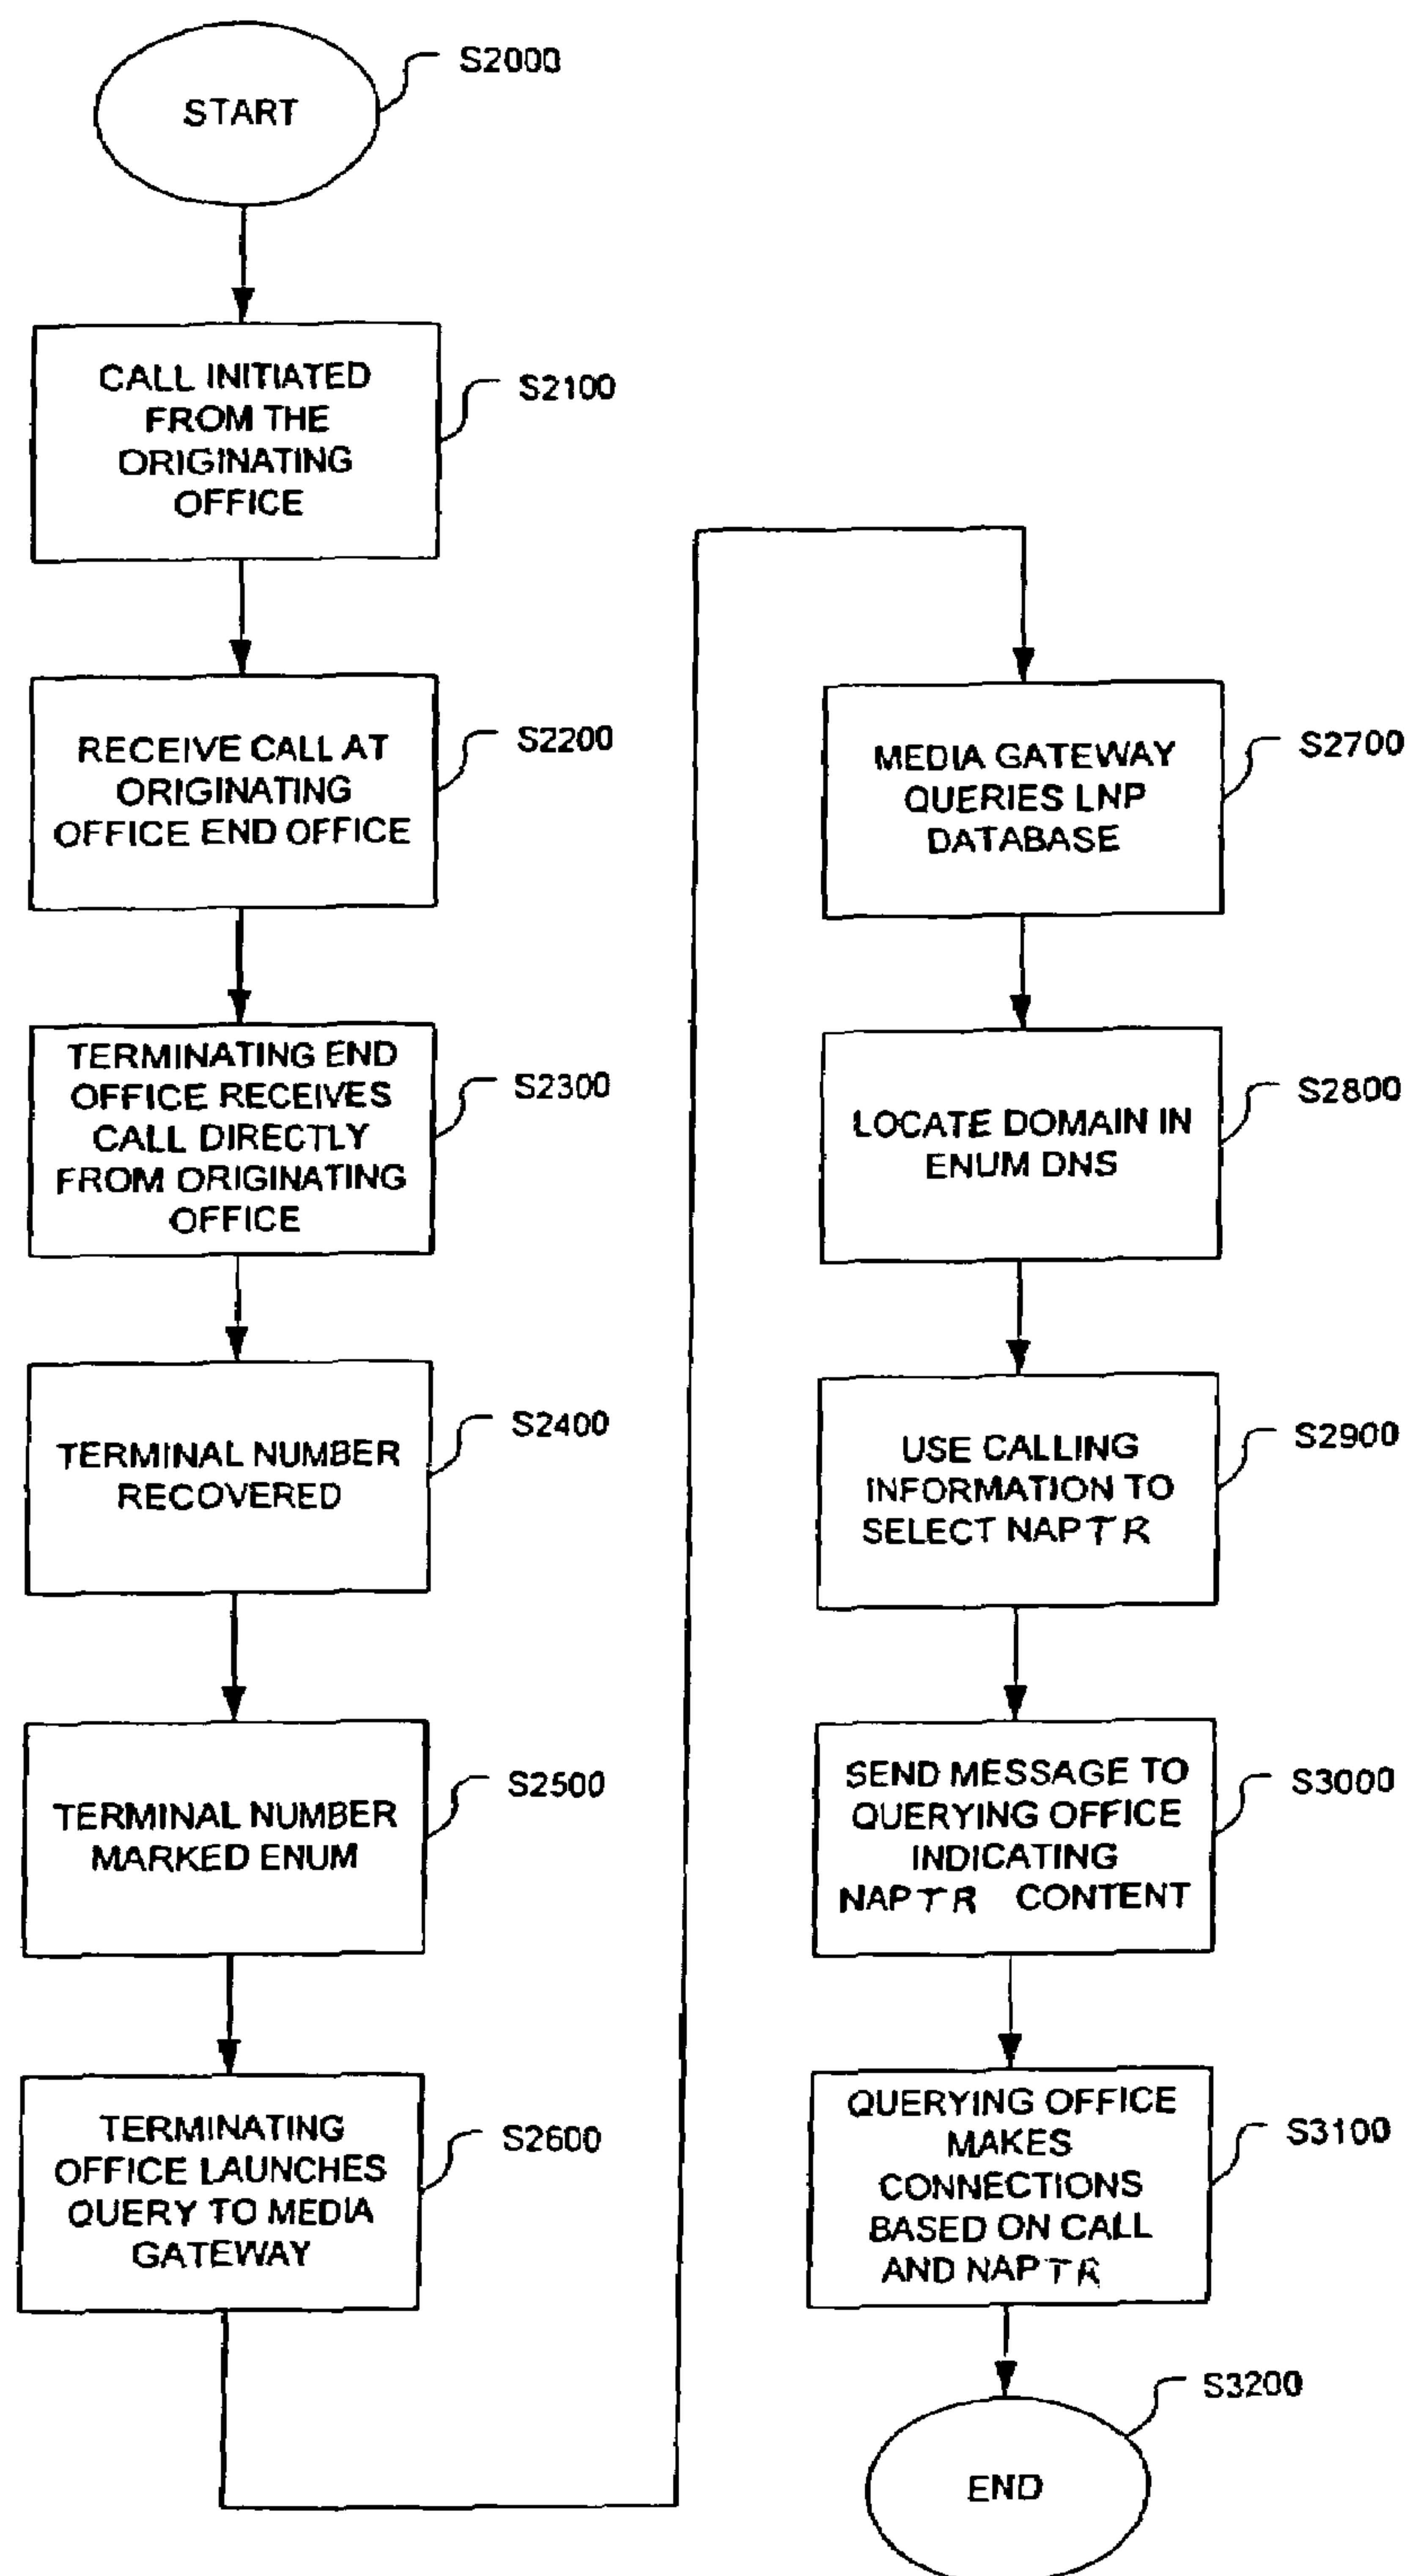 START
S2000
CALL INITIATED
FROM THE
ORIGINATING
OFFICE
S2100
RECEIVE CALL AT
ORIGINATING
OFFICE END OFFICE
S2200
TERMINATING END
OFFICE RECEIVES
CALL DIRECTLY
FROM ORIGINATING
OFFICE
S2300
TERMINAL NUMBER
RECOVERED
S2400
TERMINAL NUMBER
MARKED ENUM
S2500
TERMINATING
OFFICE LAUNCHES
QUERY TO MEDIA
GATEWAY
S2600
MEDIA GATEWAY
QUERIES LNP
DATABASE
S2700
LOCATE DOMAIN IN
ENUM DNS
S2800
USE CALLING
INFORMATION TO
SELECT NAPTR
S2900
SEND MESSAGE TO
QUERYING OFFICE
INDICATING
NAPTR CONTENT
S3000
QUERYING OFFICE
MAKES
CONNECTIONS
BASED ON CALL
AND NAPTR
S3100
END
S3200